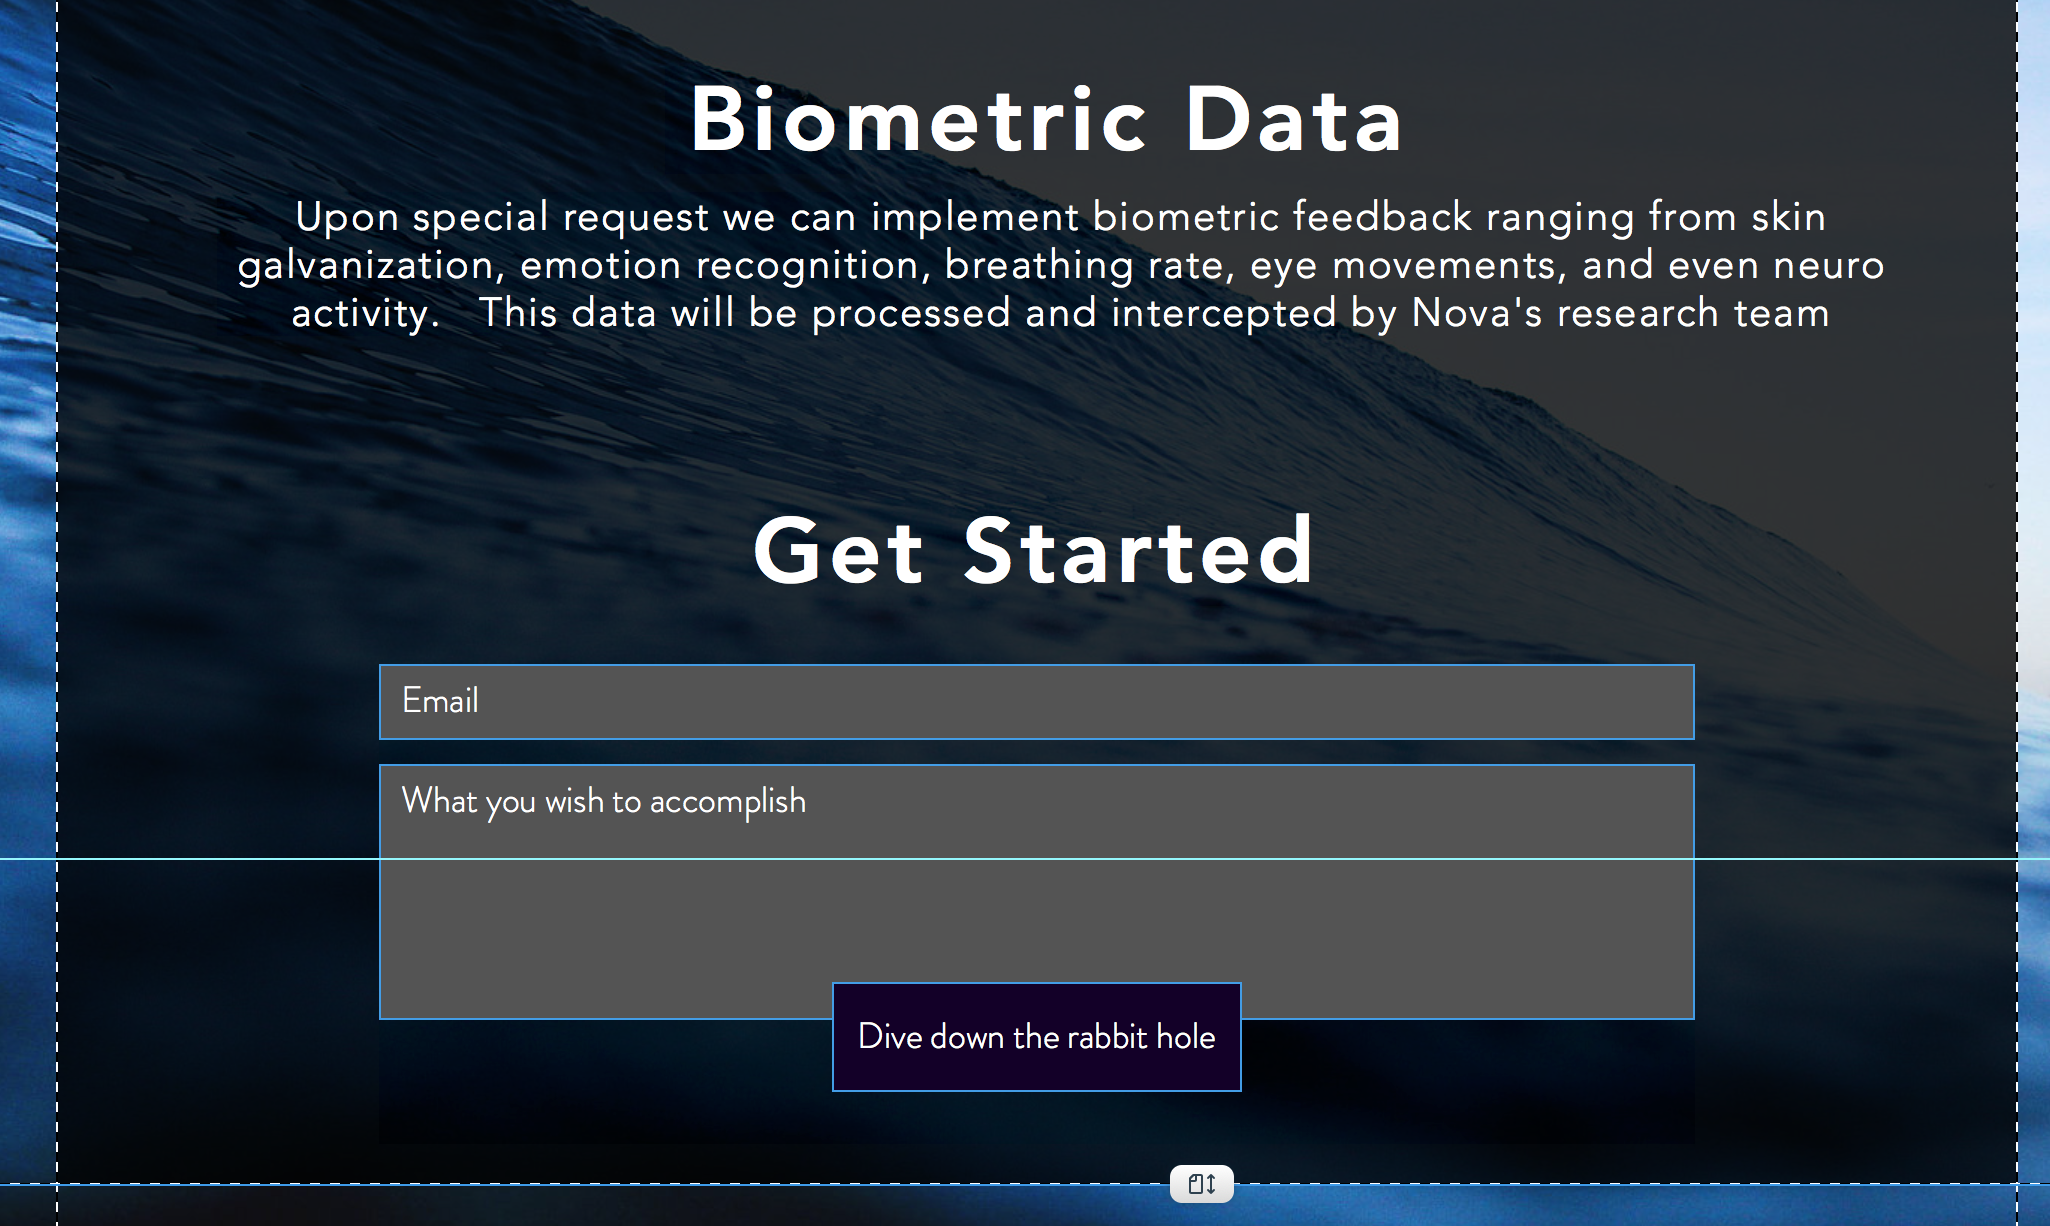 Biometric Data
Upon special request we can implement biometric feedback ranging from skin
galvanization, emotion recognition, breathing rate, eye movements, and even neuro
activity.   This data will be processed and intercepted by Nova's research team
Get Started
Email
What you wish to accomplish
Dive down the rabbit hole